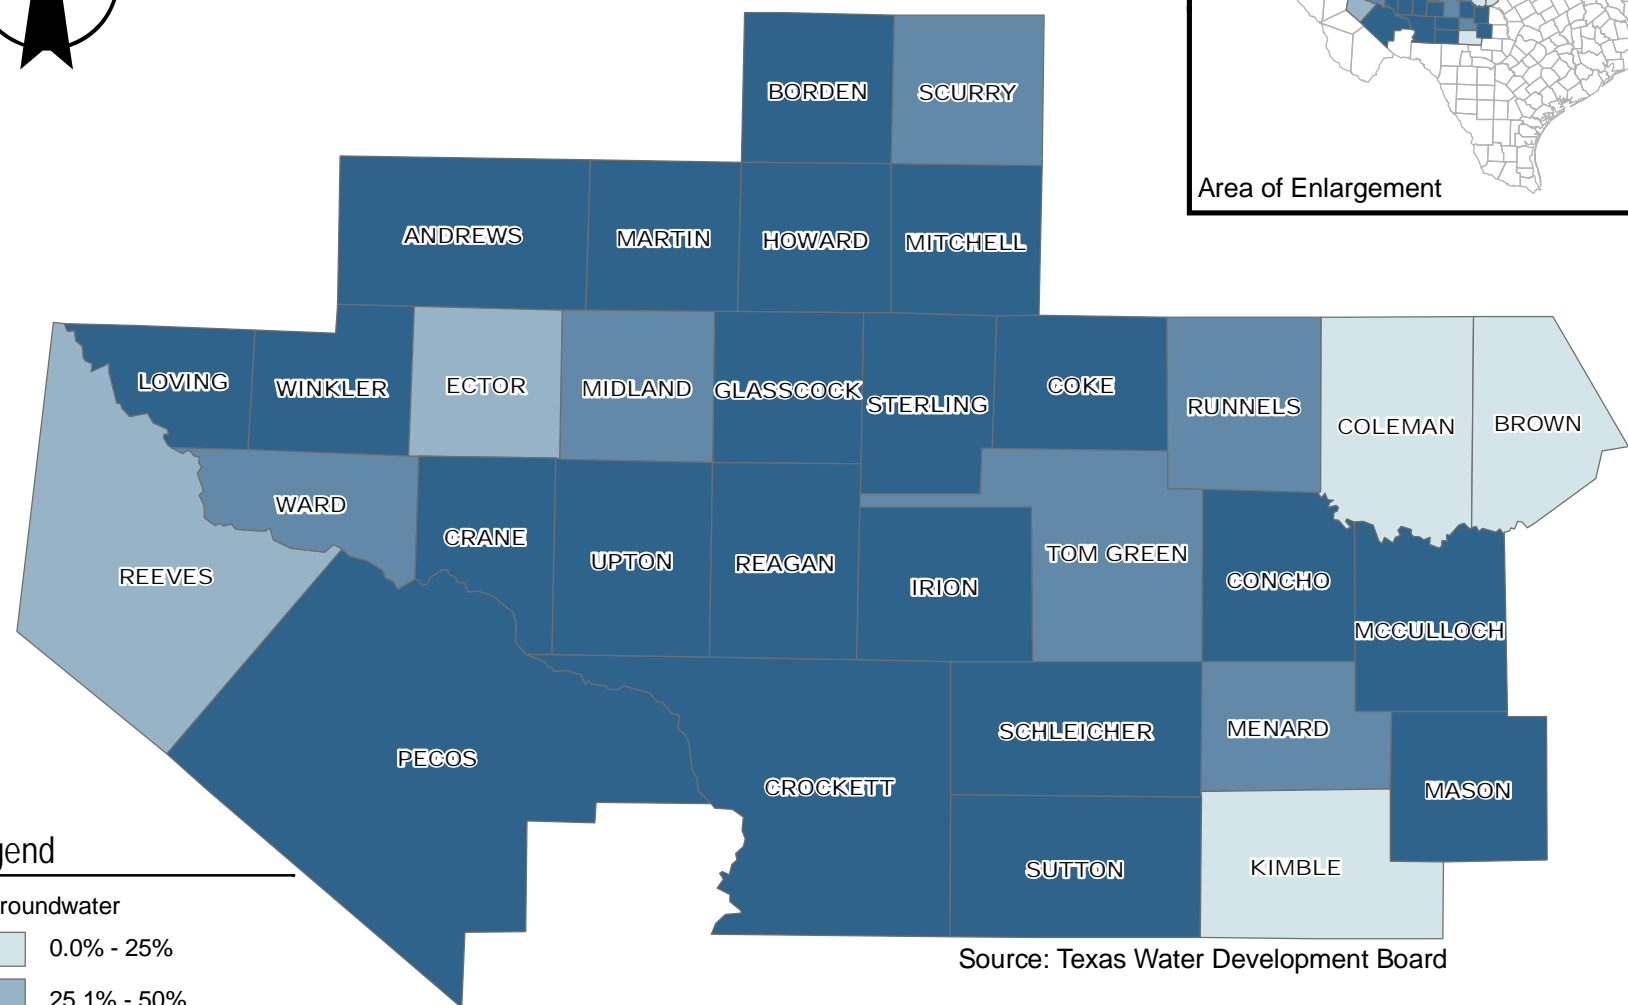 BORDEN
SCURRY
Area of Enlargement
ANDREWS
MARTIN
HOWARD
MITCHELL
LOVING
WINKLER
ECTOR
MIDLAND
GLASSCOCK
STERLING
COKE
RUNNELS
COLEMAN
BROWN
WARD
CRANE
UPTON
REAGAN
IRION
TOM GREEN
CONCHO
REEVES
MCCULLOCH
PECOS
CROCKETT
SCHLEICHER
MENARD
MASON
SUTTON
KIMBLE
gend
roundwater
0.0% - 25%
25.1% - 50%
Source: Texas Water Development Board